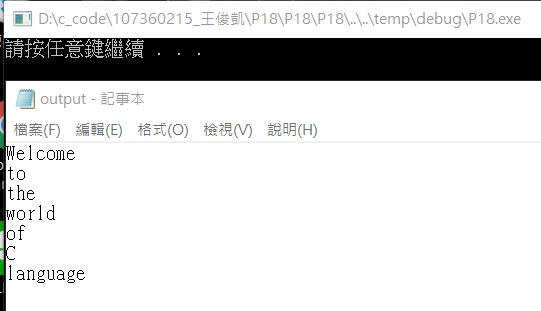 D:\c_code\107360215_王俊凱\P18\P18\P18\..\..\temp\debug\P18.exe
請按任意鍵繼續 . . .
output - 記事本
檔案(F) 編輯(E) 格式(O) 檢視(V) 說明(H)
Welcome
to
the
world
of
C
language